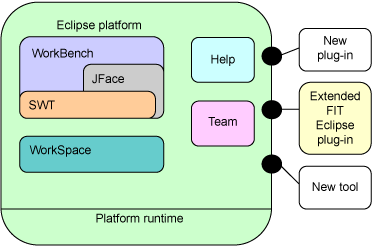 Eclipse platform
WorkBench
JFace
SWT
WorkSpace
Help
Team
Platform runtime
New
plug-in
Extended
FIT
Eclipse
plug-in
New tool